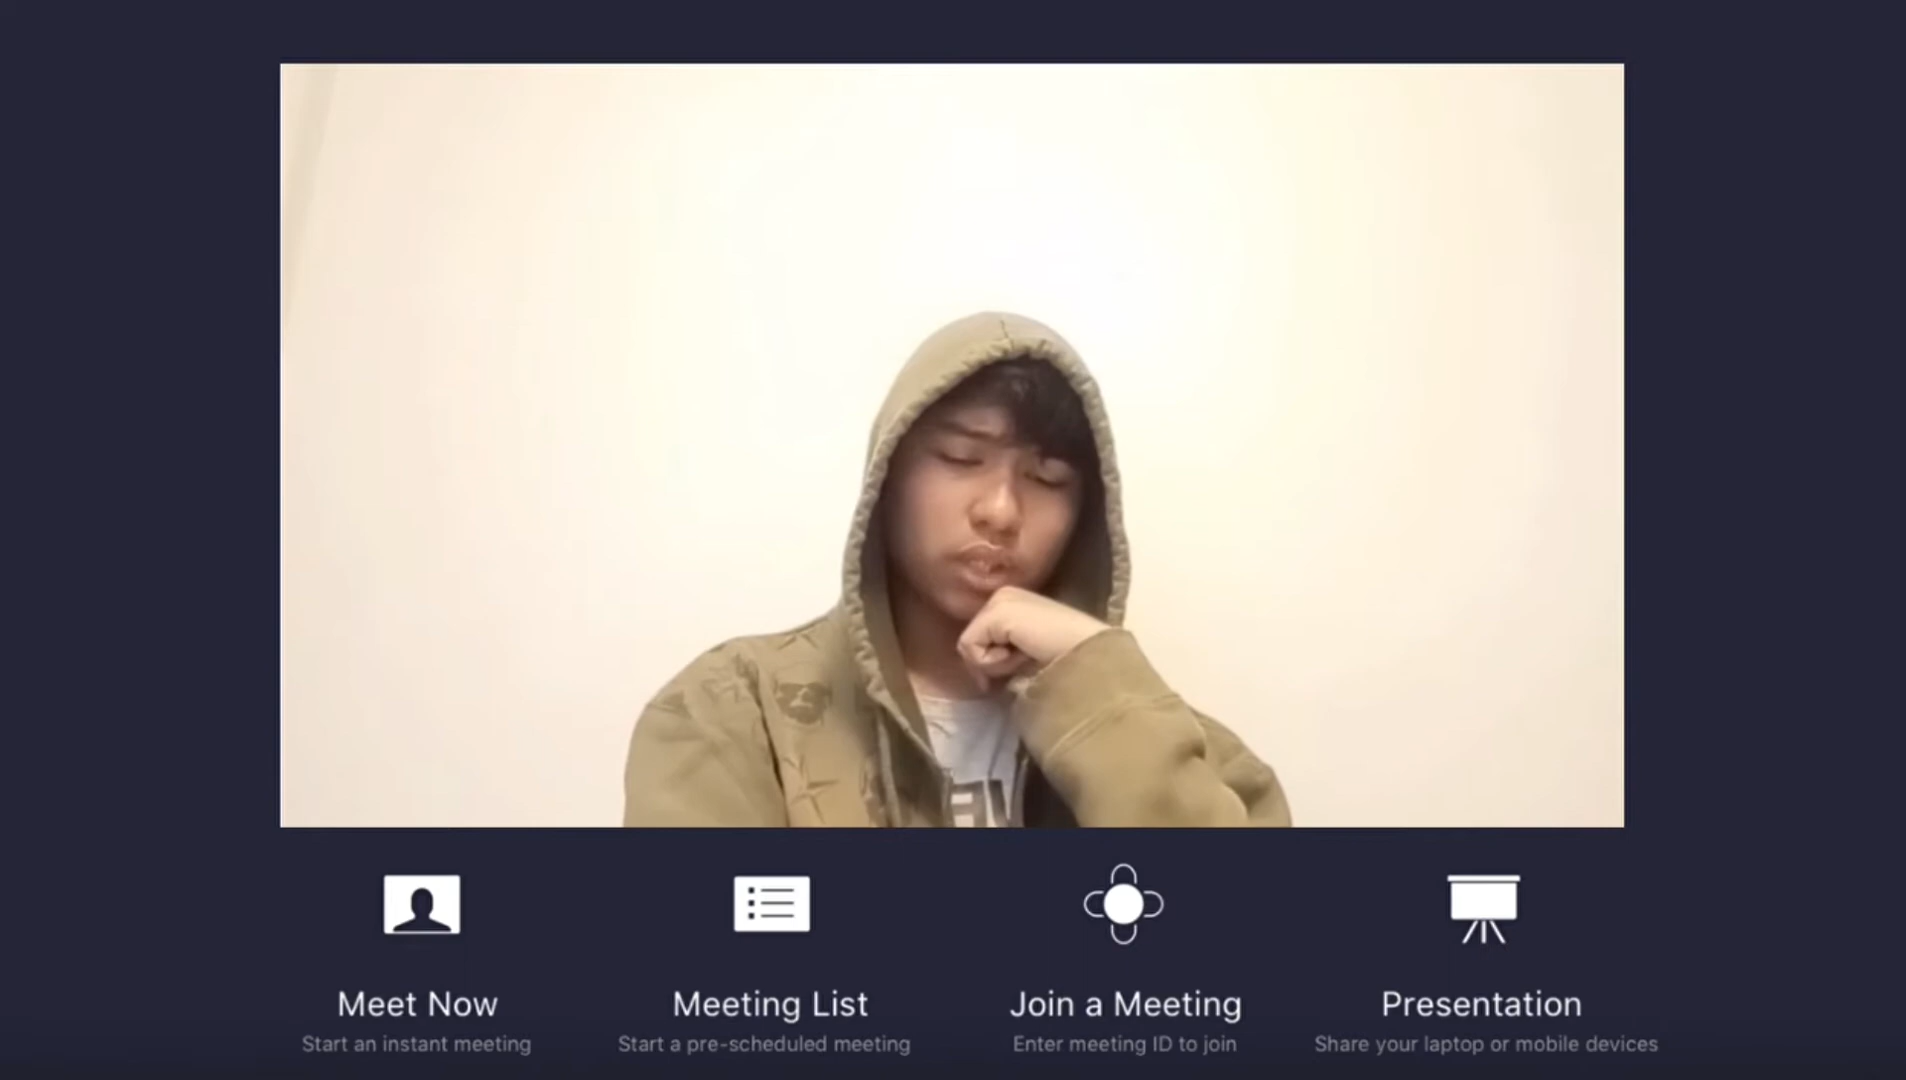 Meet Now
Start an instant meeting
Meeting List
Start a pre-scheduled meeting
Join a Meeting
Enter meeting ID to join
Presentation
Share your laptop or mobile devices